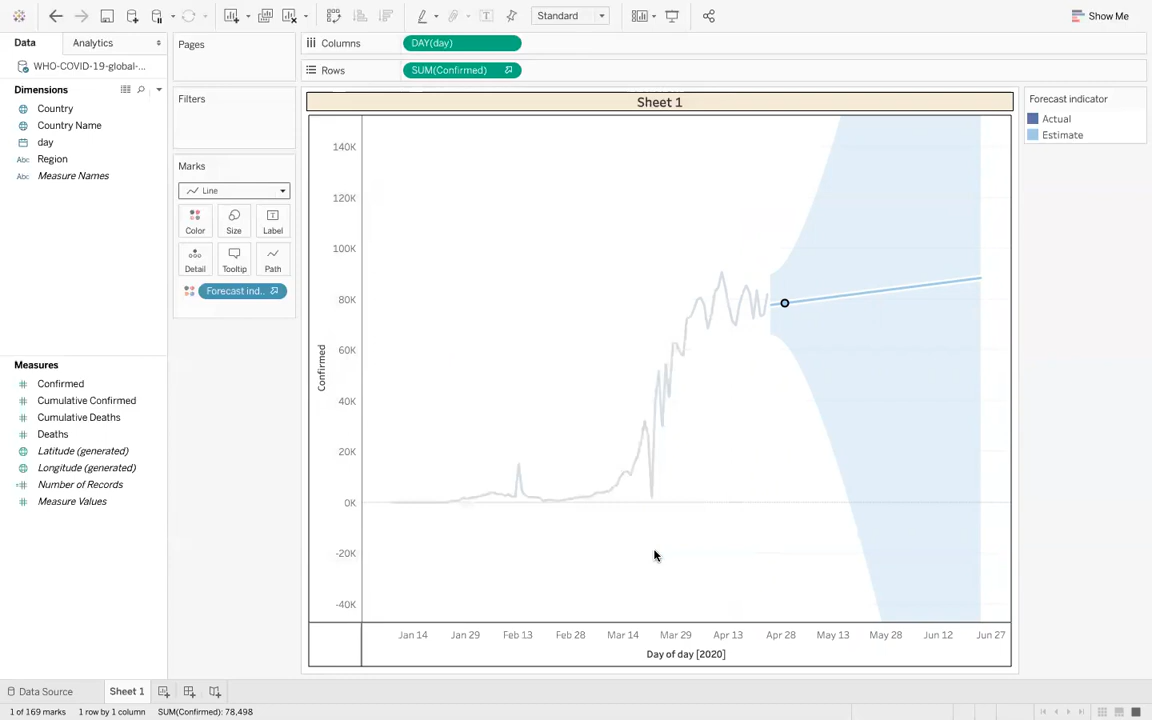 Standard
Show Me
Data
Analytics
WHO-COVID-19-global-...
Dimensions
Country
Country Name
day
Abc Region
Abc Measure Names
Measures
Confirmed
Cumulative Confirmed
Cumulative Deaths
Deaths
Latitude (generated)
Longitude (generated)
Number of Records
Measure Values
Pages
Filters
Marks
Line
Color
Size
Label
Detail
Tooltip
Path
Forecast ind..
Columns
DAY(day)
Rows
SUM(Confirmed)
Sheet 1
140K
120K
100K
80K
60K
40K
20K
0K
-20K
-40K
Confirmed
Jan 14 Jan 29 Feb 13 Feb 28 Mar 14 Mar 29 Apr 13 Apr 28 May 13 May 28 Jun 12 Jun 27
Day of day [2020]
Forecast indicator
Actual
Estimate
Data Source
Sheet 1
1 of 169 marks 1 row by 1 column SUM(Confirmed): 78,498